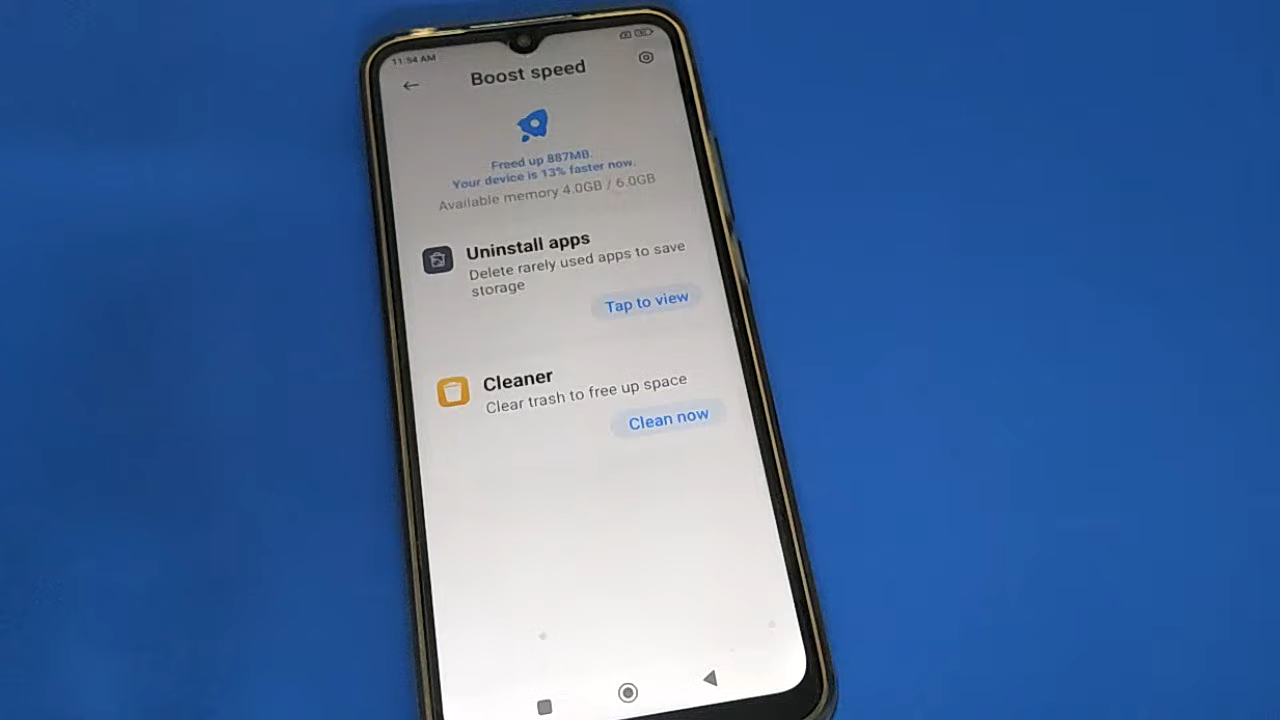 11:54 AM
Boost speed
Freed up 887MB.
Your device is 13% faster now.
Available memory 4.0GB / 6.0GB
Uninstall apps
Delete rarely used apps to save
storage
Tap to view
Cleaner
Clear trash to free up space
Clean now